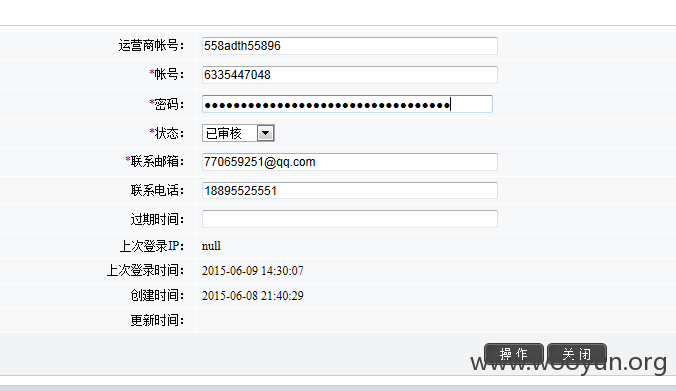 运营商帐号： 558adth55896
*帐号： 6335447048
*密码： ●●●●●●●●●●●●●●●●●●●●●●●●●●●●●●●●●●
*状态： 已审核
*联系邮箱： 770659251@qq.com
联系电话： 18895525551
过期时间：
上次登录IP： null
上次登录时间： 2015-06-09 14:30:07
创建时间： 2015-06-08 21:40:29
更新时间：
操 作 关 闭
www.wooyun.org